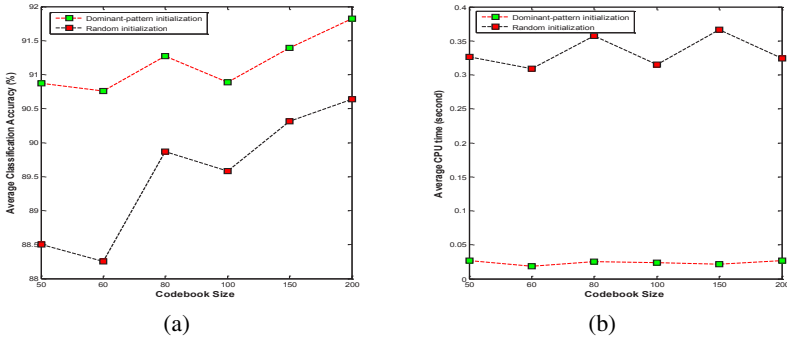 92
91.5
91
90.5
90
89.5
89
88.5
88
Average Classification Accuracy (%)
Dominant-pattern initialization
Random initialization
50 60 80 100 150 200
Codebook Size
(a)
0.4
0.35
0.3
0.25
0.2
0.15
0.1
0.05
0
Average CPU time (second)
Dominant-pattern initialization
Random initialization
50 60 80 100 150 200
Codebook Size
(b)